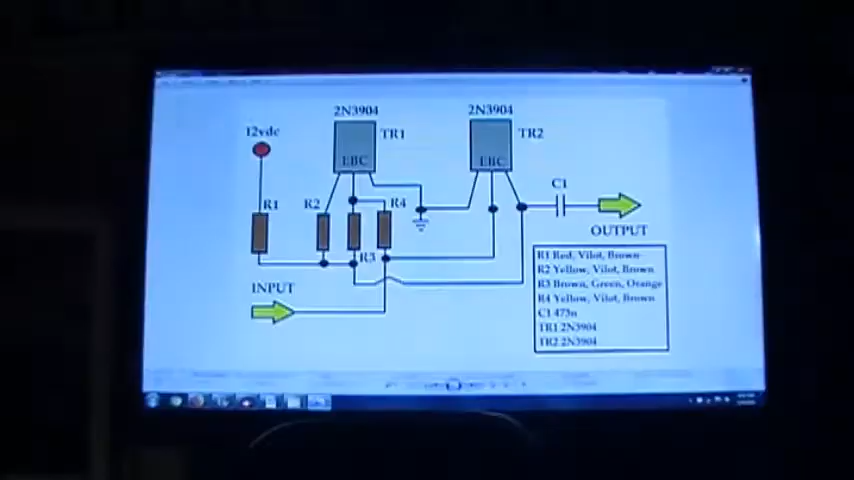 2N3904
2N3904
12vdc
TR1
TR2
EBC
EBC
C1
R1
R2
R4
OUTPUT
R3
INPUT
R1 Red, Vilot, Brown
R2 Yellow, Vilot, Brown
R3 Brown, Green, Orange
R4 Yellow, Vilot, Brown
C1 473n
TR1 2N3904
TR2 2N3904